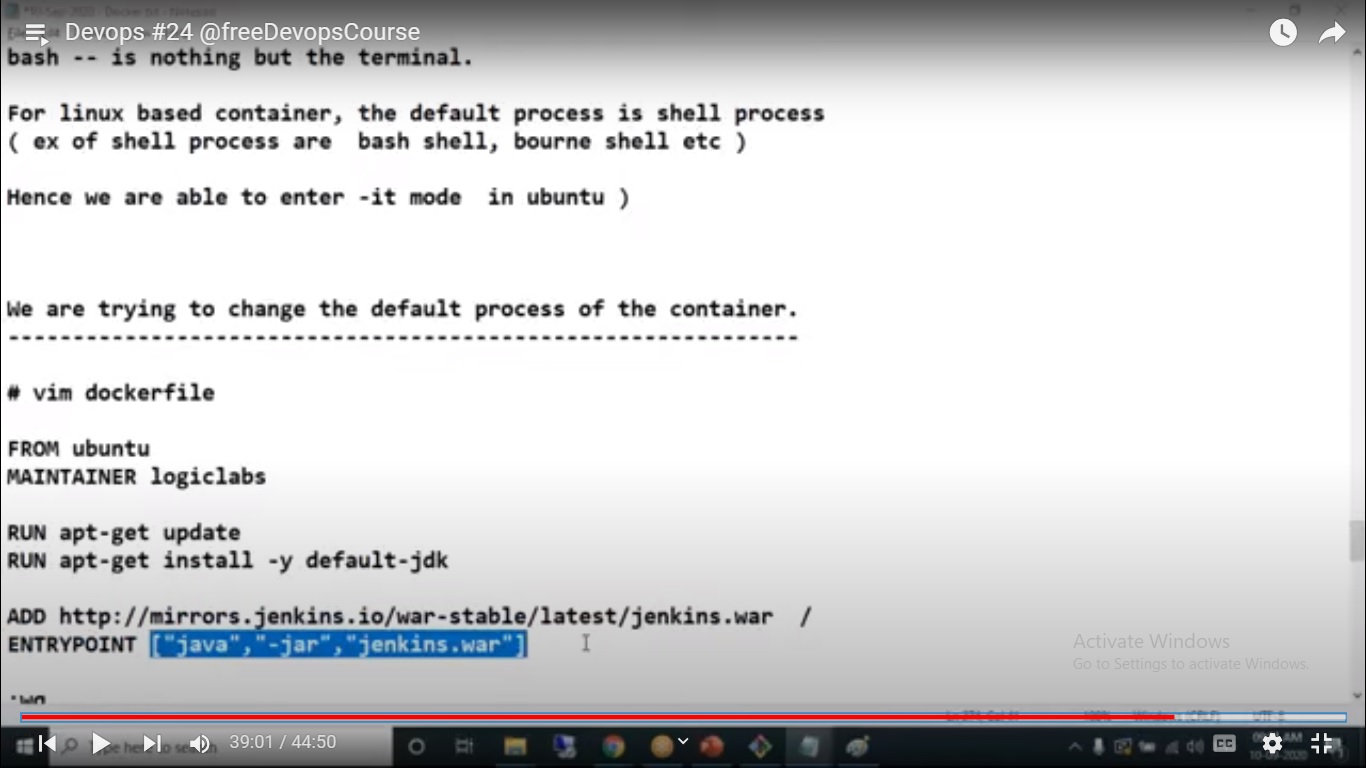 Devops #24 @freeDevopsCourse
bash -- is nothing but the terminal.
For linux based container, the default process is shell process
( ex of shell process are  bash shell, bourne shell etc )
Hence we are able to enter -it mode  in ubuntu )
We are trying to change the default process of the container.
-------------------------------------------------------------
# vim dockerfile
FROM ubuntu
MAINTAINER logiclabs
RUN apt-get update
RUN apt-get install -y default-jdk
ADD http://mirrors.jenkins.io/war-stable/latest/jenkins.war  /
ENTRYPOINT ["java","-jar","jenkins.war"]
Activate Windows
Go to Settings to activate Windows.
:wq
39:01 / 44:50
CC
10-09-2020